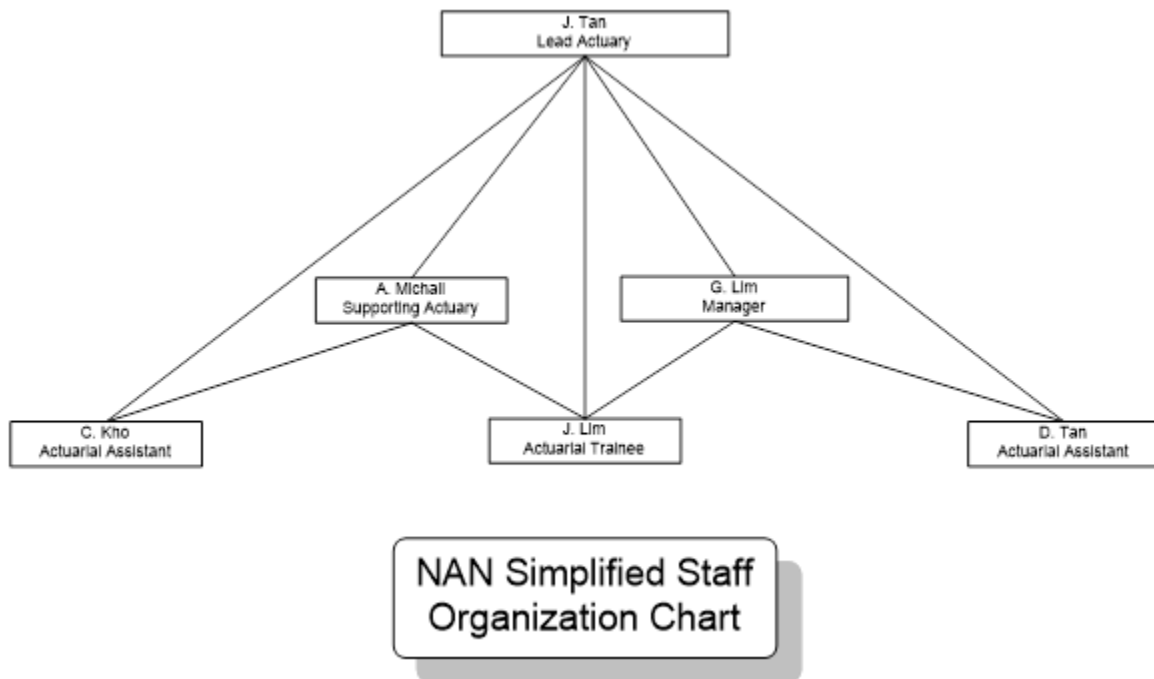 J. Tan
Lead Actuary
A. Michail
Supporting Actuary
G. Lim
Manager
C. Kho
Actuarial Assistant
J. Lim
Actuarial Trainee
D. Tan
Actuarial Assistant
NAN Simplified Staff
Organization Chart